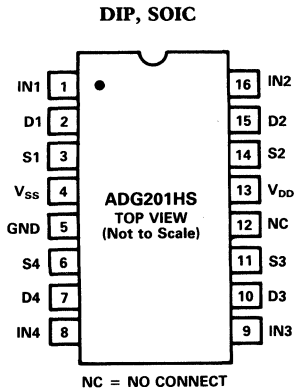 DIP, SOIC
IN1 1 16 IN2
D1 2 15 D2
S1 3 14 S2
VSS 4 13 VDD
ADG201HS
TOP VIEW
(Not to Scale)
GND 5 12 NC
S4 6 11 S3
D4 7 10 D3
IN4 8 9 IN3
NC = NO CONNECT